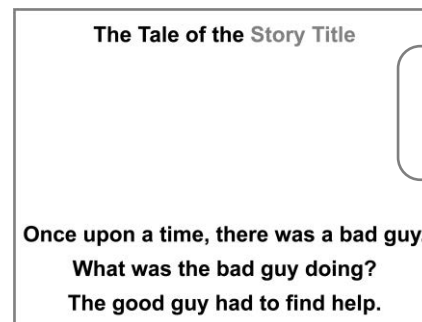 The Tale of the Story Title
Once upon a time, there was a bad guy.
What was the bad guy doing?
The good guy had to find help.